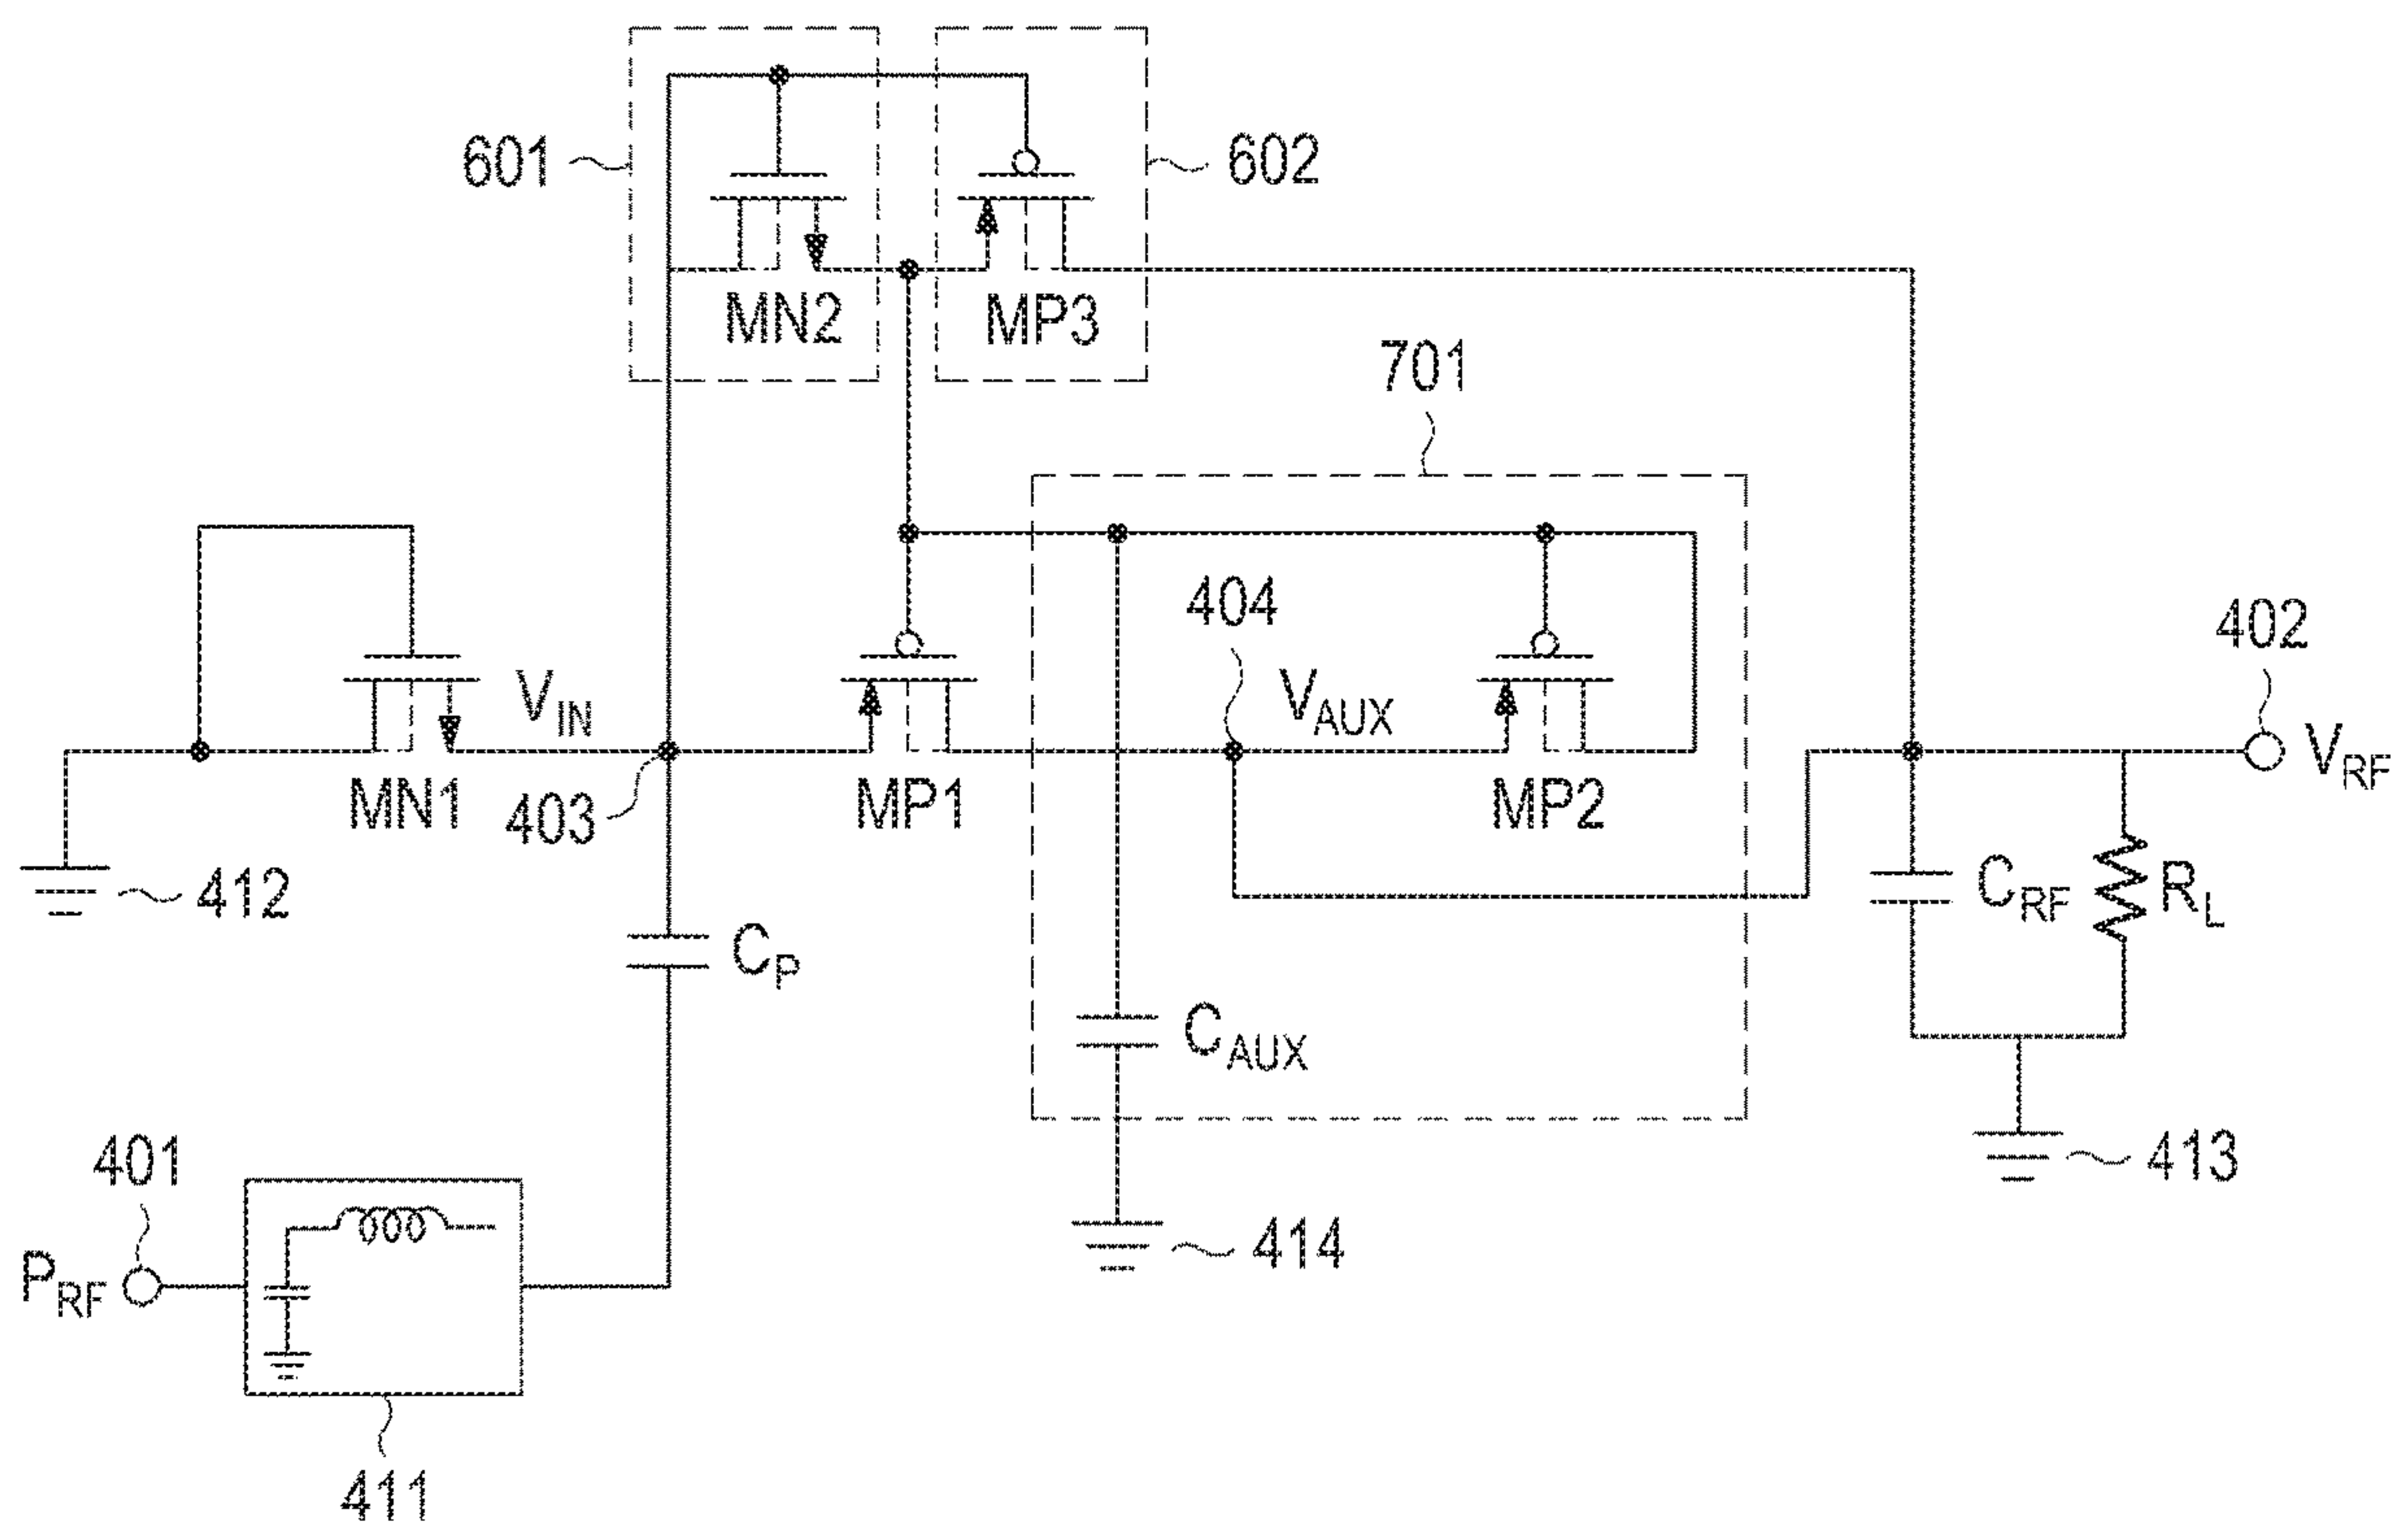 601
602
MN2
MP3
701
404
402
V_IN
V_AUX
V_RF
MN1
403
MP1
MP2
412
C_P
C_RF
R_L
C_AUX
401
413
P_RF
414
411